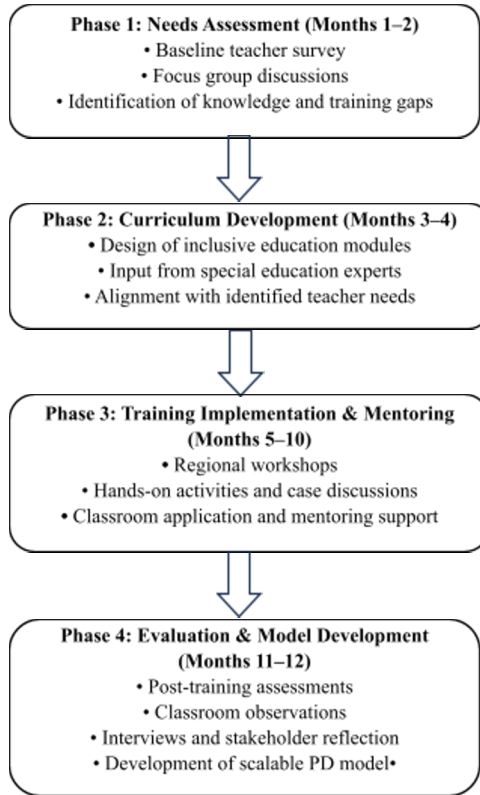 Phase 1: Needs Assessment (Months 1–2)
• Baseline teacher survey
• Focus group discussions
• Identification of knowledge and training gaps
Phase 2: Curriculum Development (Months 3–4)
• Design of inclusive education modules
• Input from special education experts
• Alignment with identified teacher needs
Phase 3: Training Implementation & Mentoring
(Months 5–10)
• Regional workshops
• Hands-on activities and case discussions
• Classroom application and mentoring support
Phase 4: Evaluation & Model Development
(Months 11–12)
• Post-training assessments
• Classroom observations
• Interviews and stakeholder reflection
• Development of scalable PD model•